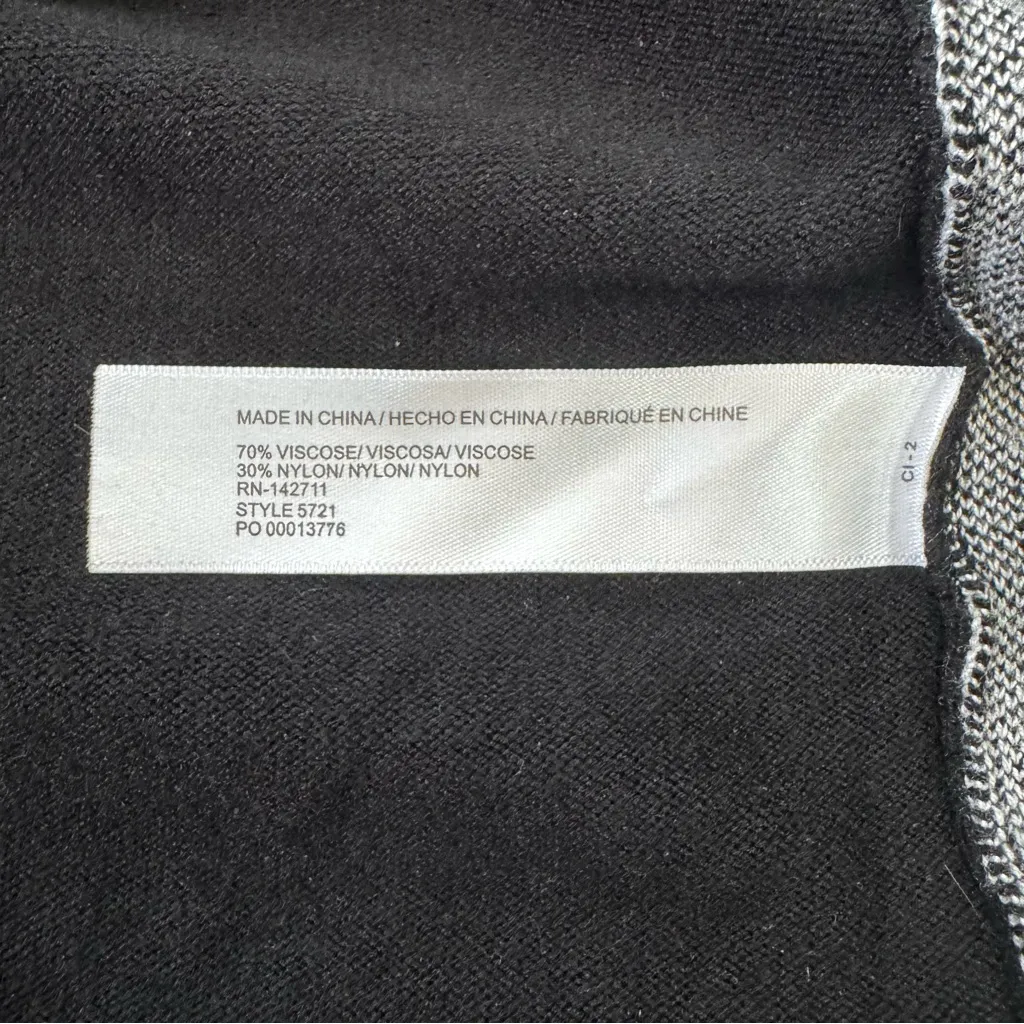 MADE IN CHINA / HECHO EN CHINA / FABRIQUÉ EN CHINE
70% VISCOSE/ VISCOSA/ VISCOSE
30% NYLON/ NYLON/ NYLON
RN-142711
STYLE 5721
PO 00013776
CI - 2